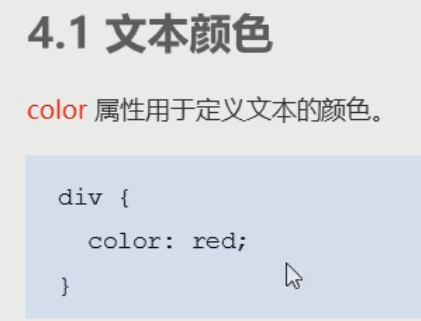 4.1 文本颜色
color 属性用于定义文本的颜色。
div {
  color: red;
}